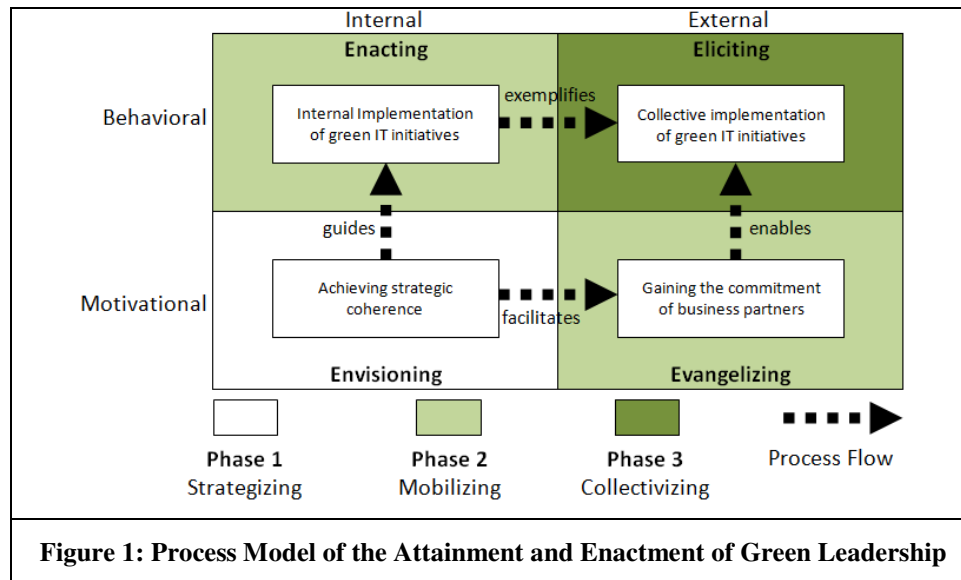 Internal
External
Enacting
Eliciting
Behavioral
Internal Implementation
of green IT initiatives
exemplifies
Collective implementation
of green IT initiatives
guides
enables
Motivational
Achieving strategic
coherence
facilitates
Gaining the commitment
of business partners
Envisioning
Evangelizing
Phase 1
Strategizing
Phase 2
Mobilizing
Phase 3
Collectivizing
Process Flow
Figure 1: Process Model of the Attainment and Enactment of Green Leadership